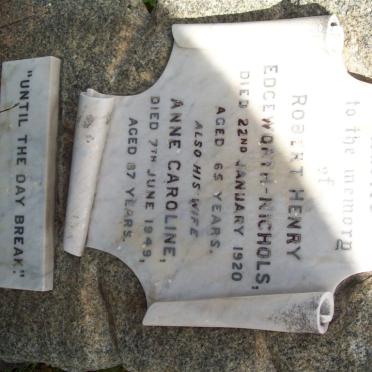 to the memory
of
ROBERT HENRY
EDGEWORTH-NICHOLS,
DIED 22ND JANUARY 1920
AGED 65 YEARS.
ALSO HIS WIFE
ANNE CAROLINE,
DIED 7TH JUNE 1949,
AGED 87 YEARS.
"UNTIL THE DAY BREAK."